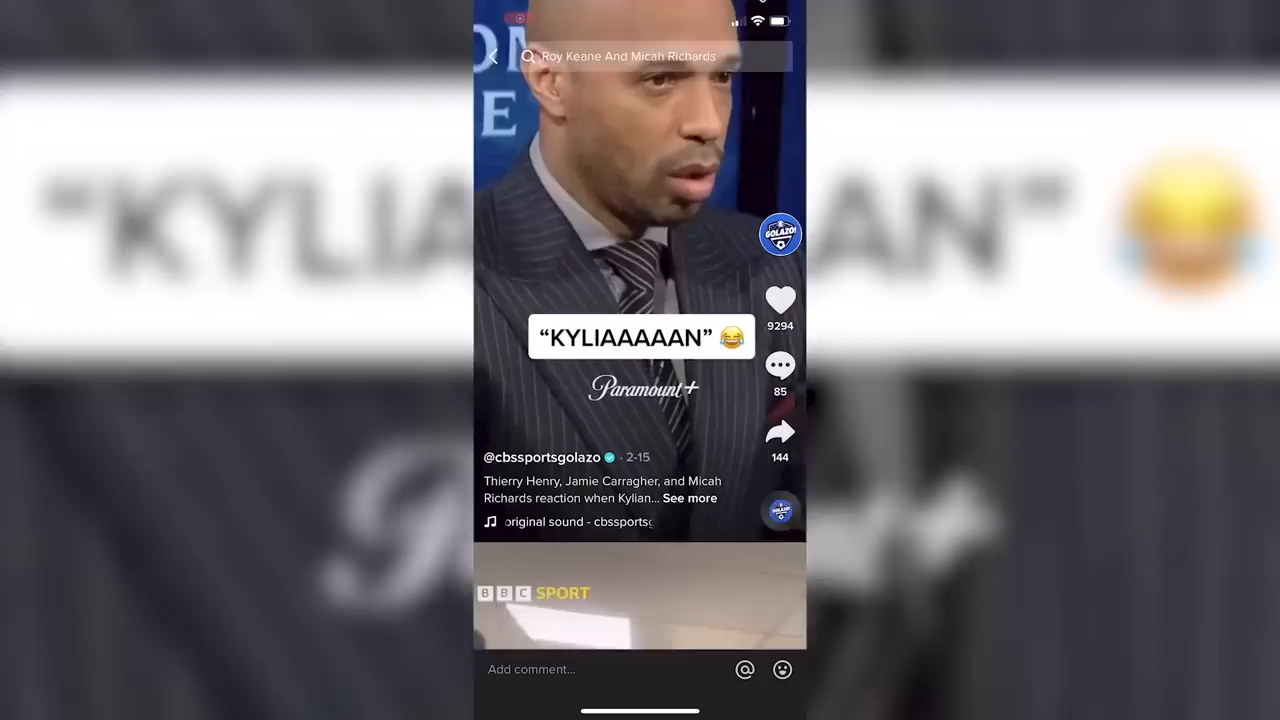 Roy Keane And Micah Richards
E
GOLAZO!
9294
“KYLIAAAAAN” 😂
Paramount+
85
144
@cbssportsgolazo · 2-15
Thierry Henry, Jamie Carragher, and Micah
Richards reaction when Kylian... See more
original sound - cbssports
GOLAZO!
BBC SPORT
Add comment...